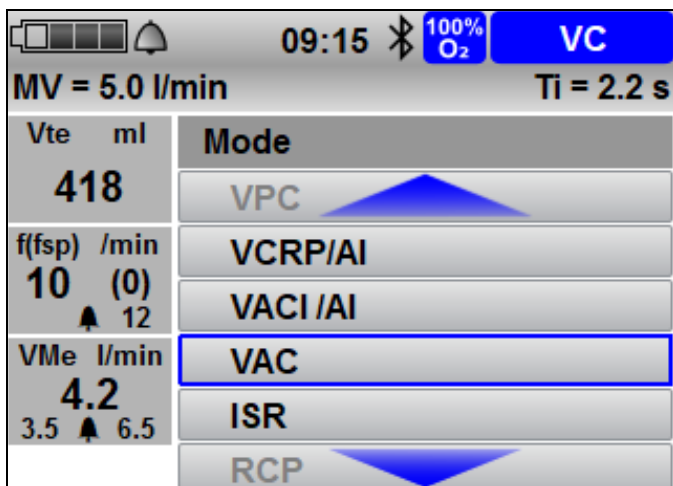 09:15 100% O₂ VC
MV = 5.0 l/min Ti = 2.2 s
Vte ml
418
f(fsp) /min
10 (0)
12
VMe l/min
4.2
3.5 6.5
Mode
VPC
VCRP/AI
VACI /AI
VAC
ISR
RCP